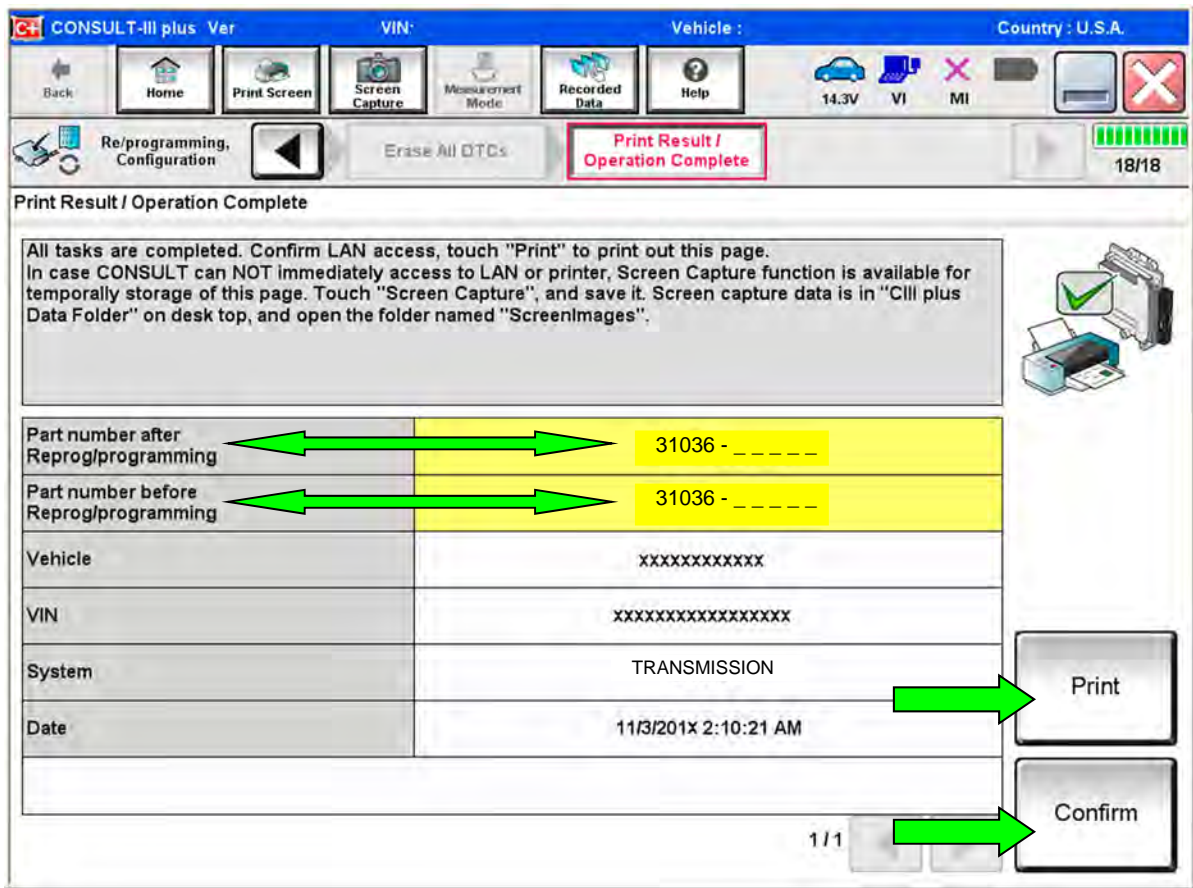 C+ CONSULT-III plus Ver VIN: Vehicle : Country : U.S.A.
Back Home Print Screen Screen Capture Measurement Mode Recorded Data Help 14.3V VI MI
Re/programming, Configuration Erase All DTCs Print Result / Operation Complete 18/18
Print Result / Operation Complete
All tasks are completed. Confirm LAN access, touch "Print" to print out this page.
In case CONSULT can NOT immediately access to LAN or printer, Screen Capture function is available for
temporally storage of this page. Touch "Screen Capture", and save it. Screen capture data is in "CIII plus
Data Folder" on desk top, and open the folder named "ScreenImages".
Part number after
Reprog/programming
31036 - _ _ _ _ _
Part number before
Reprog/programming
31036 - _ _ _ _ _
Vehicle xxxxxxxxxxxx
VIN xxxxxxxxxxxxxxxxx
System TRANSMISSION
Date 11/3/201X 2:10:21 AM
Print
Confirm
1/1